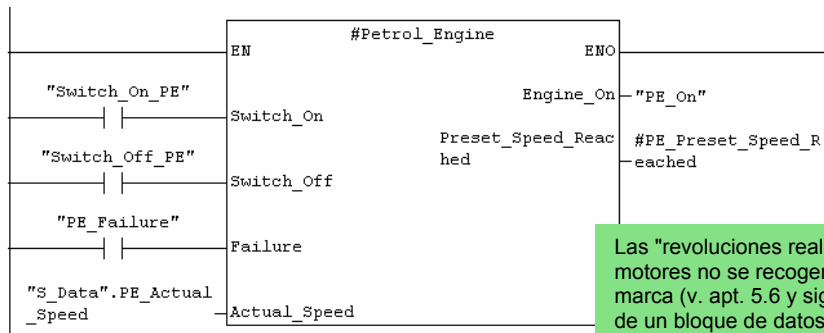 #Petrol_Engine
EN
ENO
"Switch_On_PE"
Switch_On
Engine_On
"PE_On"
"Switch_Off_PE"
Switch_Off
Preset_Speed_Reac
hed
#PE_Preset_Speed_R
eached
"PE_Failure"
Failure
"S_Data".PE_Actual
_Speed
Actual_Speed
Las "revoluciones real
motores no se recoger
marca (v. apt. 5.6 y sig
de un bloque de datos